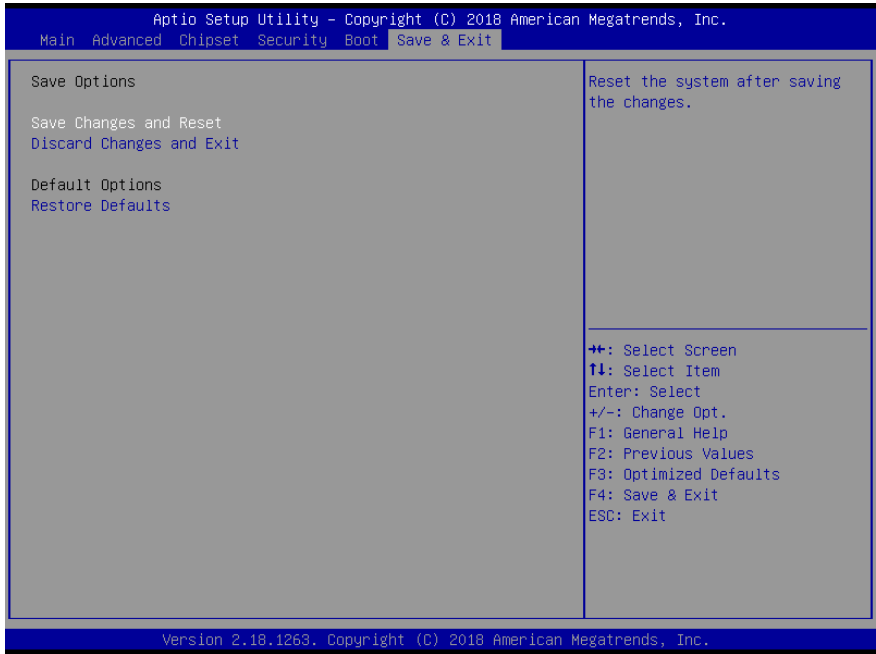 Aptio Setup Utility – Copyright (C) 2018 American Megatrends, Inc.
Main Advanced Chipset Security Boot Save & Exit
Save Options
Save Changes and Reset
Discard Changes and Exit
Default Options
Restore Defaults
Reset the system after saving
the changes.
→←: Select Screen
↑↓: Select Item
Enter: Select
+/-: Change Opt.
F1: General Help
F2: Previous Values
F3: Optimized Defaults
F4: Save & Exit
ESC: Exit
Version 2.18.1263. Copyright (C) 2018 American Megatrends, Inc.